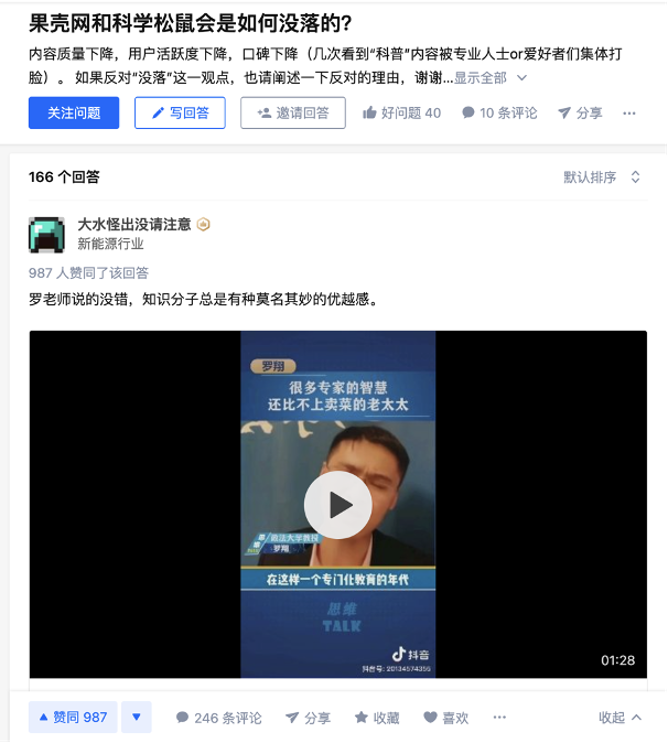 果壳网和科学松鼠会是如何没落的?
内容质量下降，用户活跃度下降，口碑下降（几次看到“科普”内容被专业人士or爱好者们集体打
脸）。 如果反对“没落”这一观点，也请阐述一下反对的理由，谢谢...显示全部
关注问题 写回答 邀请回答 好问题 40 10 条评论 分享 ···
166 个回答 默认排序
大水怪出没请注意
新能源行业
987 人赞同了该回答
罗老师说的没错，知识分子总是有种莫名其妙的优越感。
罗翔
很多专家的智慧
还比不上卖菜的老太太
政法大学教授
罗翔
在这样一个专门化教育的年代
思维
TALK
抖音
抖音号: 20134574355
01:28
赞同 987 246 条评论 分享 收藏 喜欢 ··· 收起